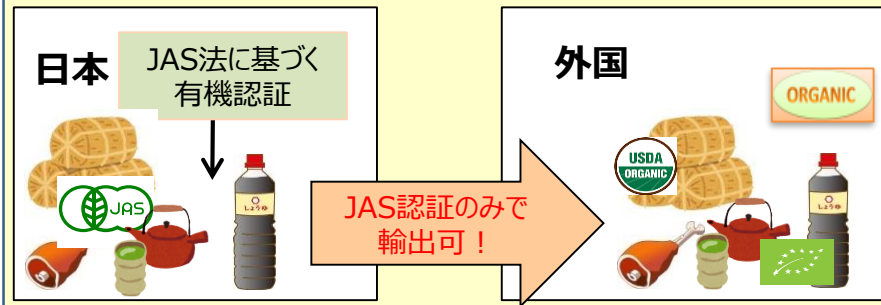 日本
JAS法に基づく
有機認証
JAS
しょうゆ
JAS認証のみで
輸出可！
外国
ORGANIC
USDA
ORGANIC
しょうゆ